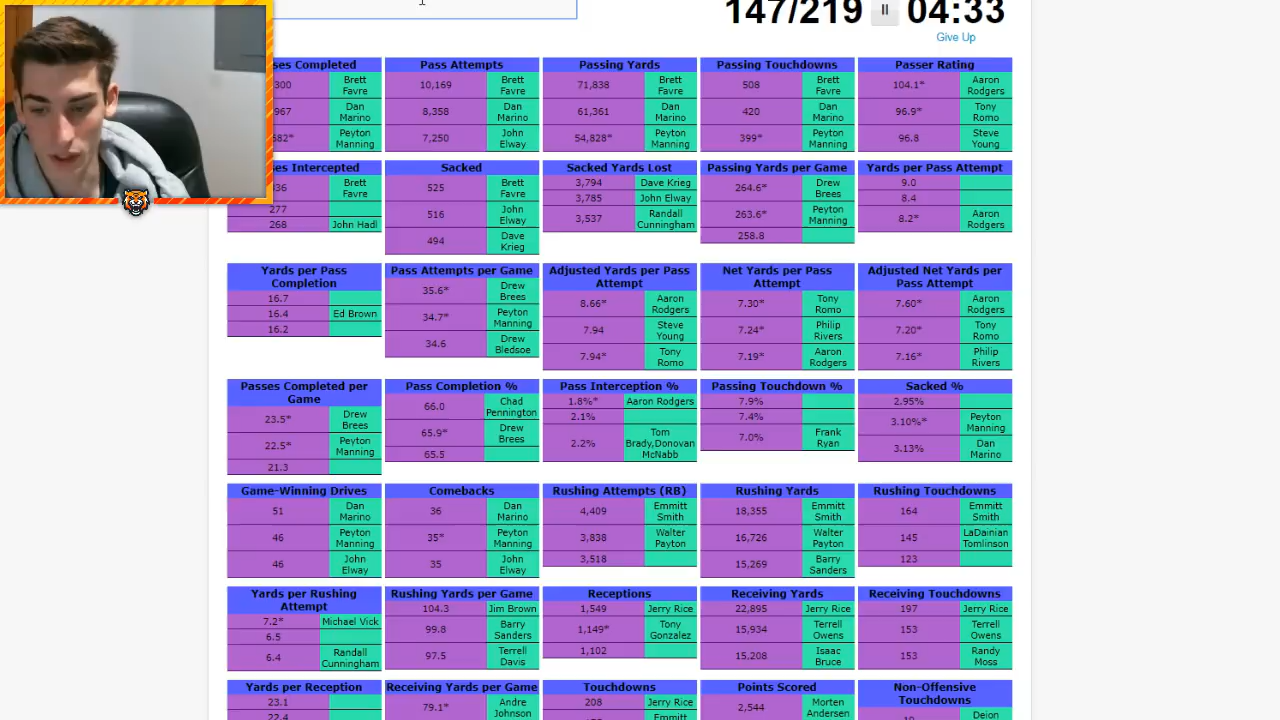 147/219 04:33
Give Up
ses Completed
300 Brett Favre
967 Dan Marino
682* Peyton Manning
Pass Attempts
10,169 Brett Favre
8,358 Dan Marino
7,250 John Elway
Passing Yards
71,838 Brett Favre
61,361 Dan Marino
54,828* Peyton Manning
Passing Touchdowns
508 Brett Favre
420 Dan Marino
399* Peyton Manning
Passer Rating
104.1* Aaron Rodgers
96.9* Tony Romo
96.8 Steve Young
ses Intercepted
336 Brett Favre
277
268 John Hadl
Sacked
525 Brett Favre
516 John Elway
494 Dave Krieg
Sacked Yards Lost
3,794 Dave Krieg
3,785 John Elway
3,537 Randall Cunningham
Passing Yards per Game
264.6* Drew Brees
263.6* Peyton Manning
258.8
Yards per Pass Attempt
9.0
8.4
8.2* Aaron Rodgers
Yards per Pass Completion
16.7
16.4 Ed Brown
16.2
Pass Attempts per Game
35.6* Drew Brees
34.7* Peyton Manning
34.6 Drew Bledsoe
Adjusted Yards per Pass Attempt
8.66* Aaron Rodgers
7.94 Steve Young
7.94* Tony Romo
Net Yards per Pass Attempt
7.30* Tony Romo
7.24* Philip Rivers
7.19* Aaron Rodgers
Adjusted Net Yards per Pass Attempt
7.60* Aaron Rodgers
7.20* Tony Romo
7.16* Philip Rivers
Passes Completed per Game
23.5* Drew Brees
22.5* Peyton Manning
21.3
Pass Completion %
66.0 Chad Pennington
65.9* Drew Brees
65.5
Pass Interception %
1.8%* Aaron Rodgers
2.1%
2.2% Tom Brady,Donovan McNabb
Passing Touchdown %
7.9%
7.4%
7.0% Frank Ryan
Sacked %
2.95%
3.10%* Peyton Manning
3.13% Dan Marino
Game-Winning Drives
51 Dan Marino
46 Peyton Manning
46 John Elway
Comebacks
36 Dan Marino
35* Peyton Manning
35 John Elway
Rushing Attempts (RB)
4,409 Emmitt Smith
3,838 Walter Payton
3,518
Rushing Yards
18,355 Emmitt Smith
16,726 Walter Payton
15,269 Barry Sanders
Rushing Touchdowns
164 Emmitt Smith
145 LaDainian Tomlinson
123
Yards per Rushing Attempt
7.2* Michael Vick
6.5
6.4 Randall Cunningham
Rushing Yards per Game
104.3 Jim Brown
99.8 Barry Sanders
97.5 Terrell Davis
Receptions
1,549 Jerry Rice
1,149* Tony Gonzalez
1,102
Receiving Yards
22,895 Jerry Rice
15,934 Terrell Owens
15,208 Isaac Bruce
Receiving Touchdowns
197 Jerry Rice
153 Terrell Owens
153 Randy Moss
Yards per Reception
23.1
22.4
Receiving Yards per Game
79.1* Andre Johnson
Touchdowns
208 Jerry Rice
Emmitt
Points Scored
2,544 Morten Andersen
Non-Offensive Touchdowns
Deion